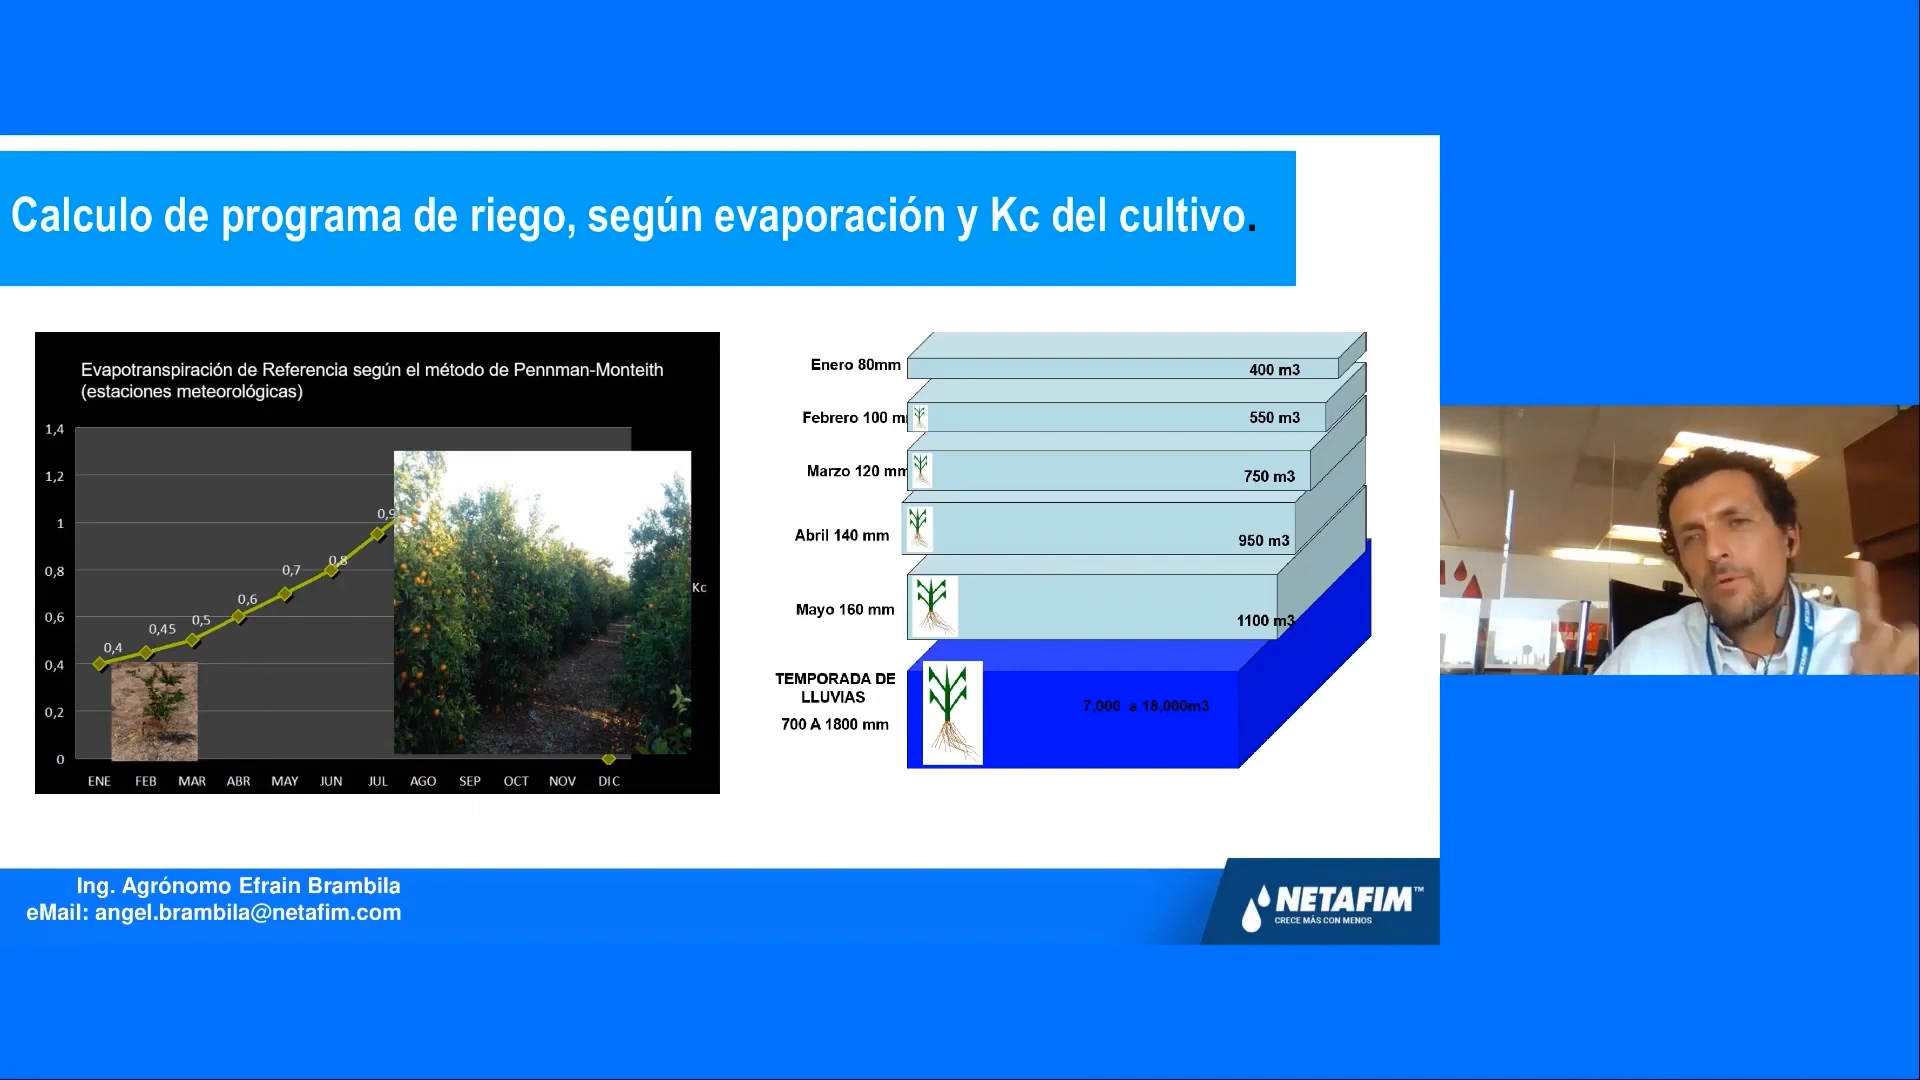 Calculo de programa de riego, según evaporación y Kc del cultivo.
Evapotranspiración de Referencia según el método de Pennman-Monteith
(estaciones meteorológicas)
1,4
1,2
1
0,8
0,6
0,4
0,2
0
0,4
0,45
0,5
0,6
0,7
0,8
0,9
Kc
ENE FEB MAR ABR MAY JUN JUL AGO SEP OCT NOV DIC
Enero 80mm
400 m3
Febrero 100 m
550 m3
Marzo 120 mm
750 m3
Abril 140 mm
950 m3
Mayo 160 mm
1100 m3
TEMPORADA DE
LLUVIAS
700 A 1800 mm
7,000 a 18,000m3
Ing. Agrónomo Efrain Brambila
eMail: angel.brambila@netafim.com
NETAFIM™
CRECE MÁS CON MENOS